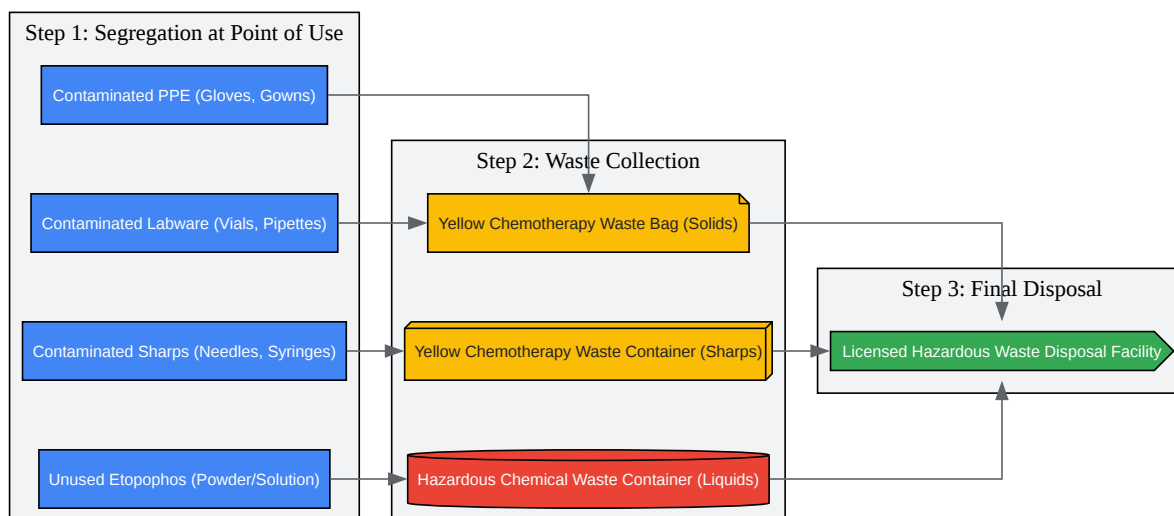 Step 1: Segregation at Point of Use
Contaminated PPE (Gloves, Gowns)
Contaminated Labware (Vials, Pipettes)
Contaminated Sharps (Needles, Syringes)
Unused Etopophos (Powder/Solution)
Step 2: Waste Collection
Yellow Chemotherapy Waste Bag (Solids)
Yellow Chemotherapy Waste Container (Sharps)
Hazardous Chemical Waste Container (Liquids)
Step 3: Final Disposal
Licensed Hazardous Waste Disposal Facility